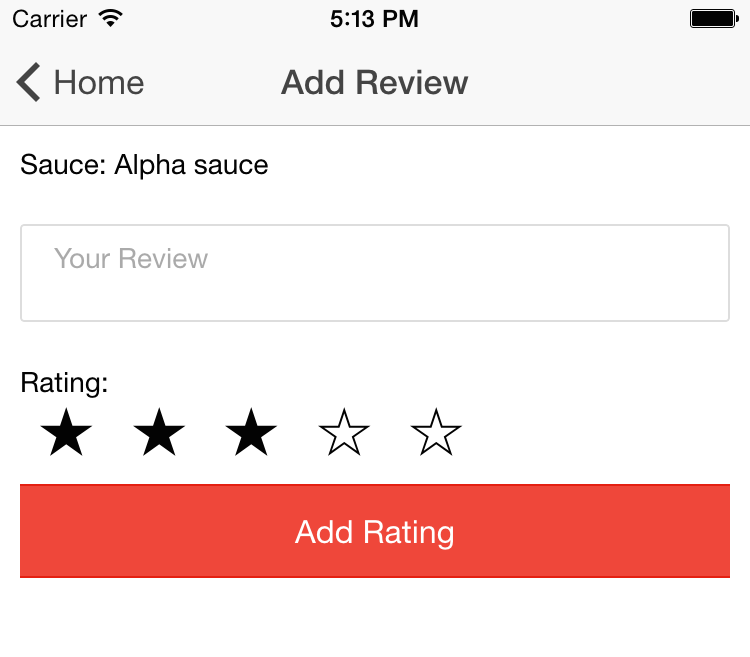 Carrier 5:13 PM
Home Add Review
Sauce: Alpha sauce
Your Review
Rating:
Add Rating